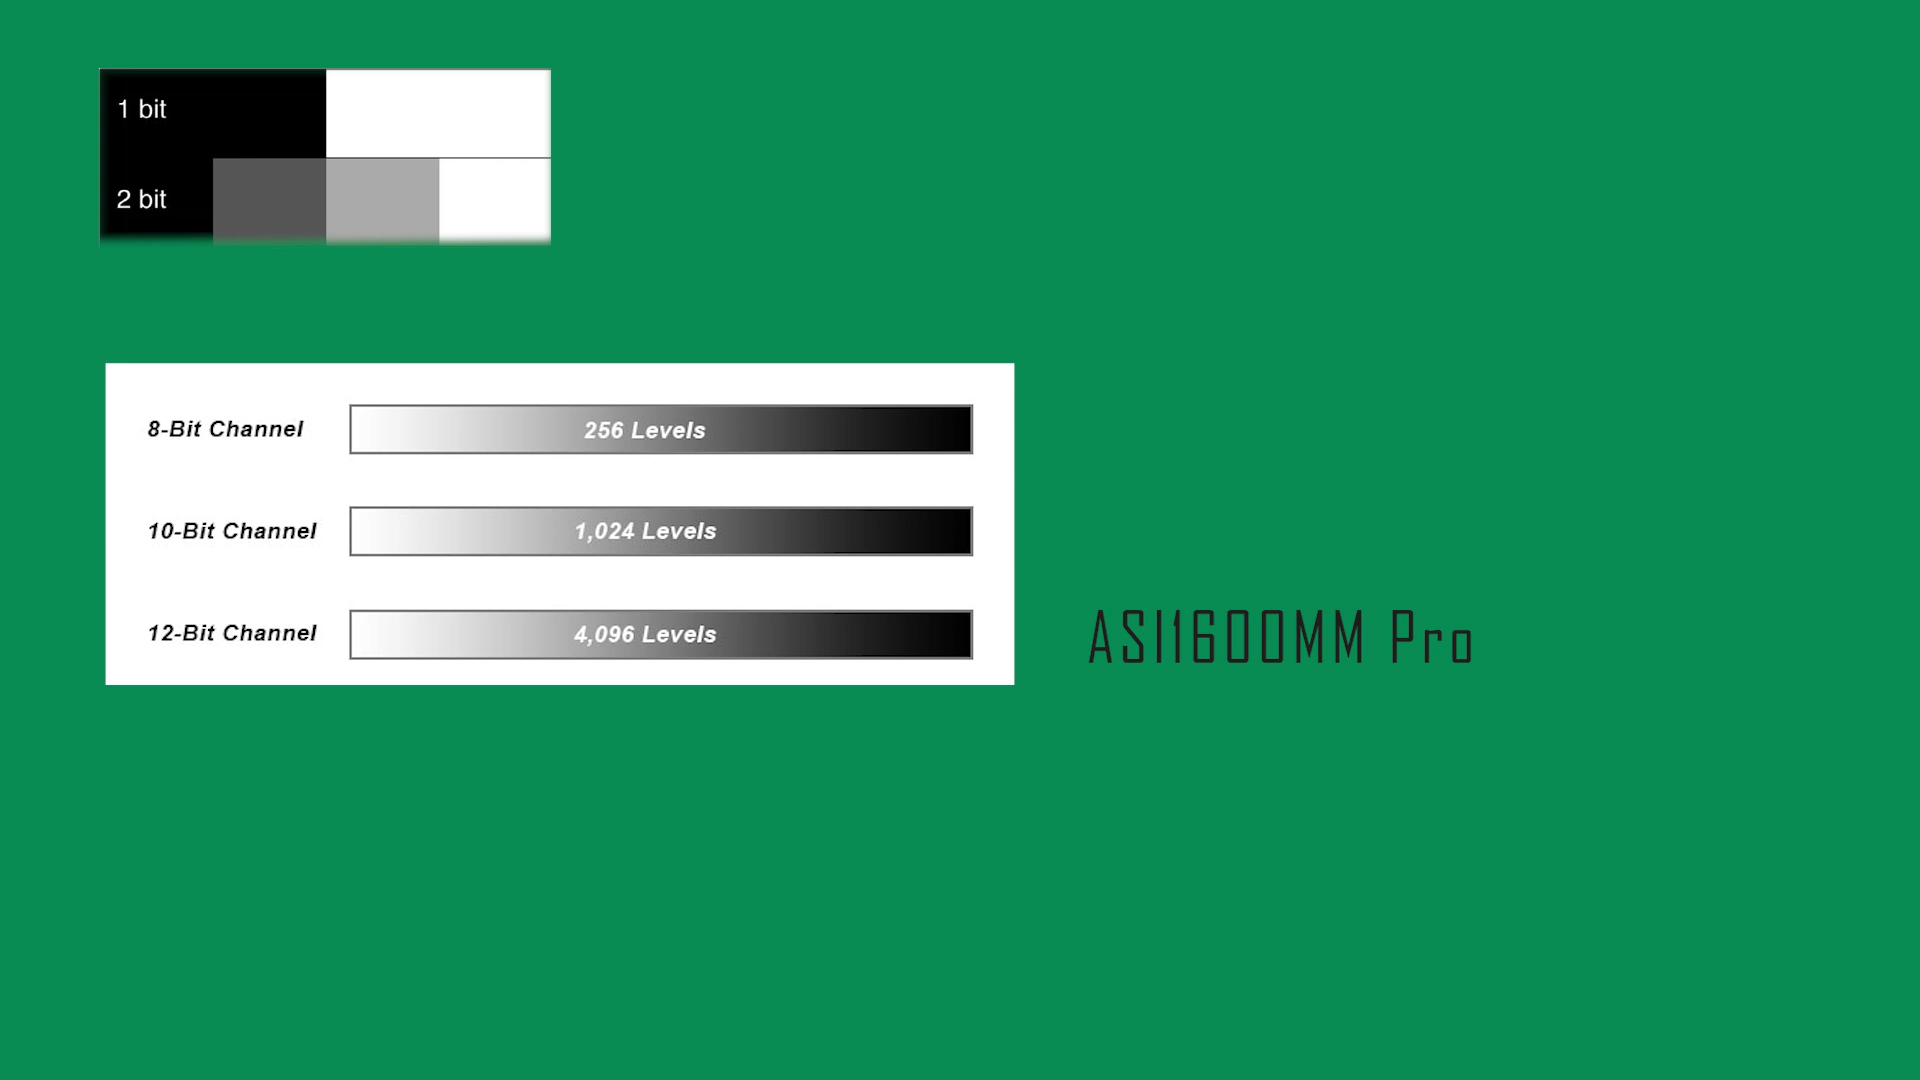 1 bit
2 bit
8-Bit Channel
256 Levels
10-Bit Channel
1,024 Levels
12-Bit Channel
4,096 Levels
ASI1600MM Pro